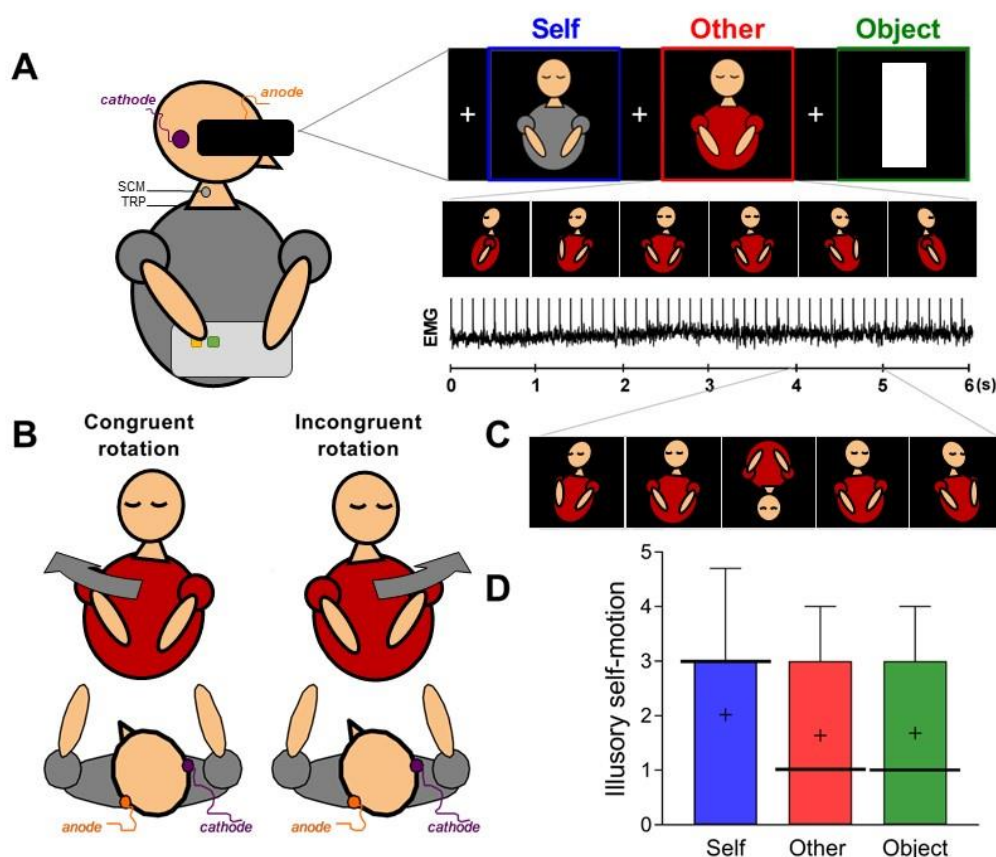 A
cathode
anode
SCM
TRP
Self
Other
Object
+
+
+
EMG
0 1 2 3 4 5 6 (s)
B
Congruent
rotation
Incongruent
rotation
anode
cathode
anode
cathode
C
D
Illusory self-motion
5
4
3
2
1
0
+
+
+
Self
Other
Object